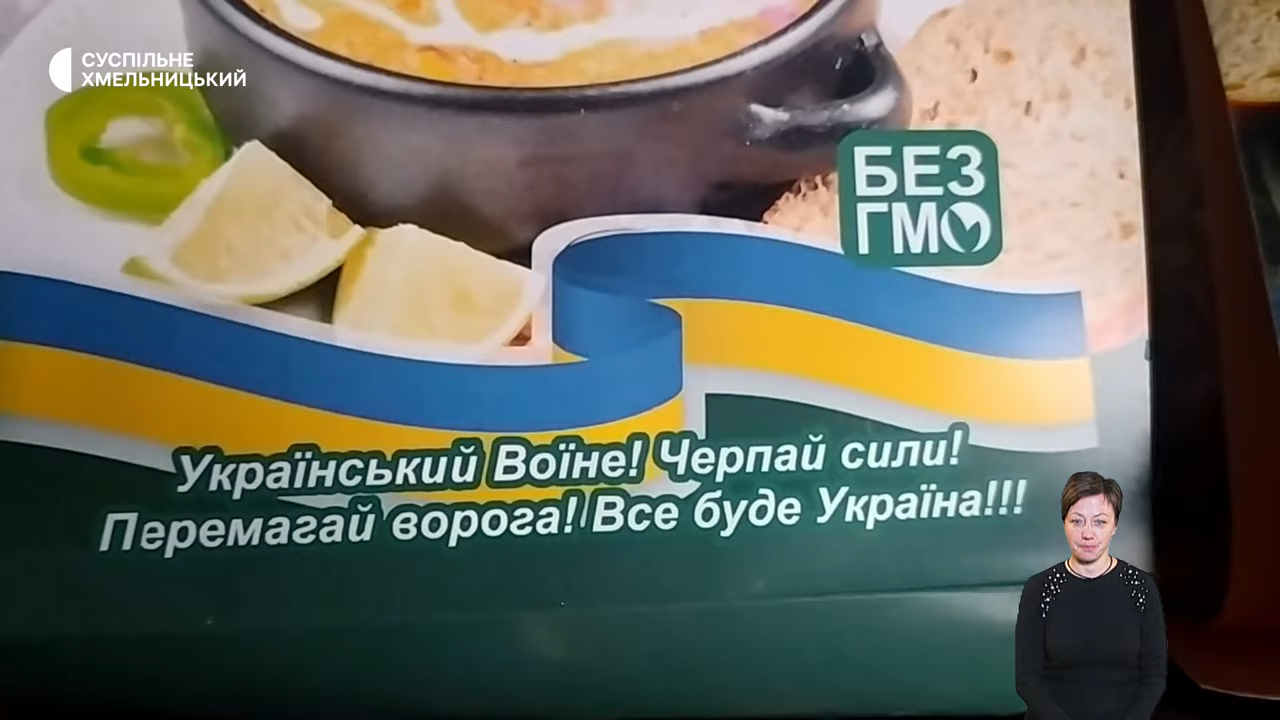 СУСПІЛЬНЕ
ХМЕЛЬНИЦЬКИЙ
БЕЗ
ГМО
Український Воїне! Черпай сили!
Перемагай ворога! Все буде Україна!!!